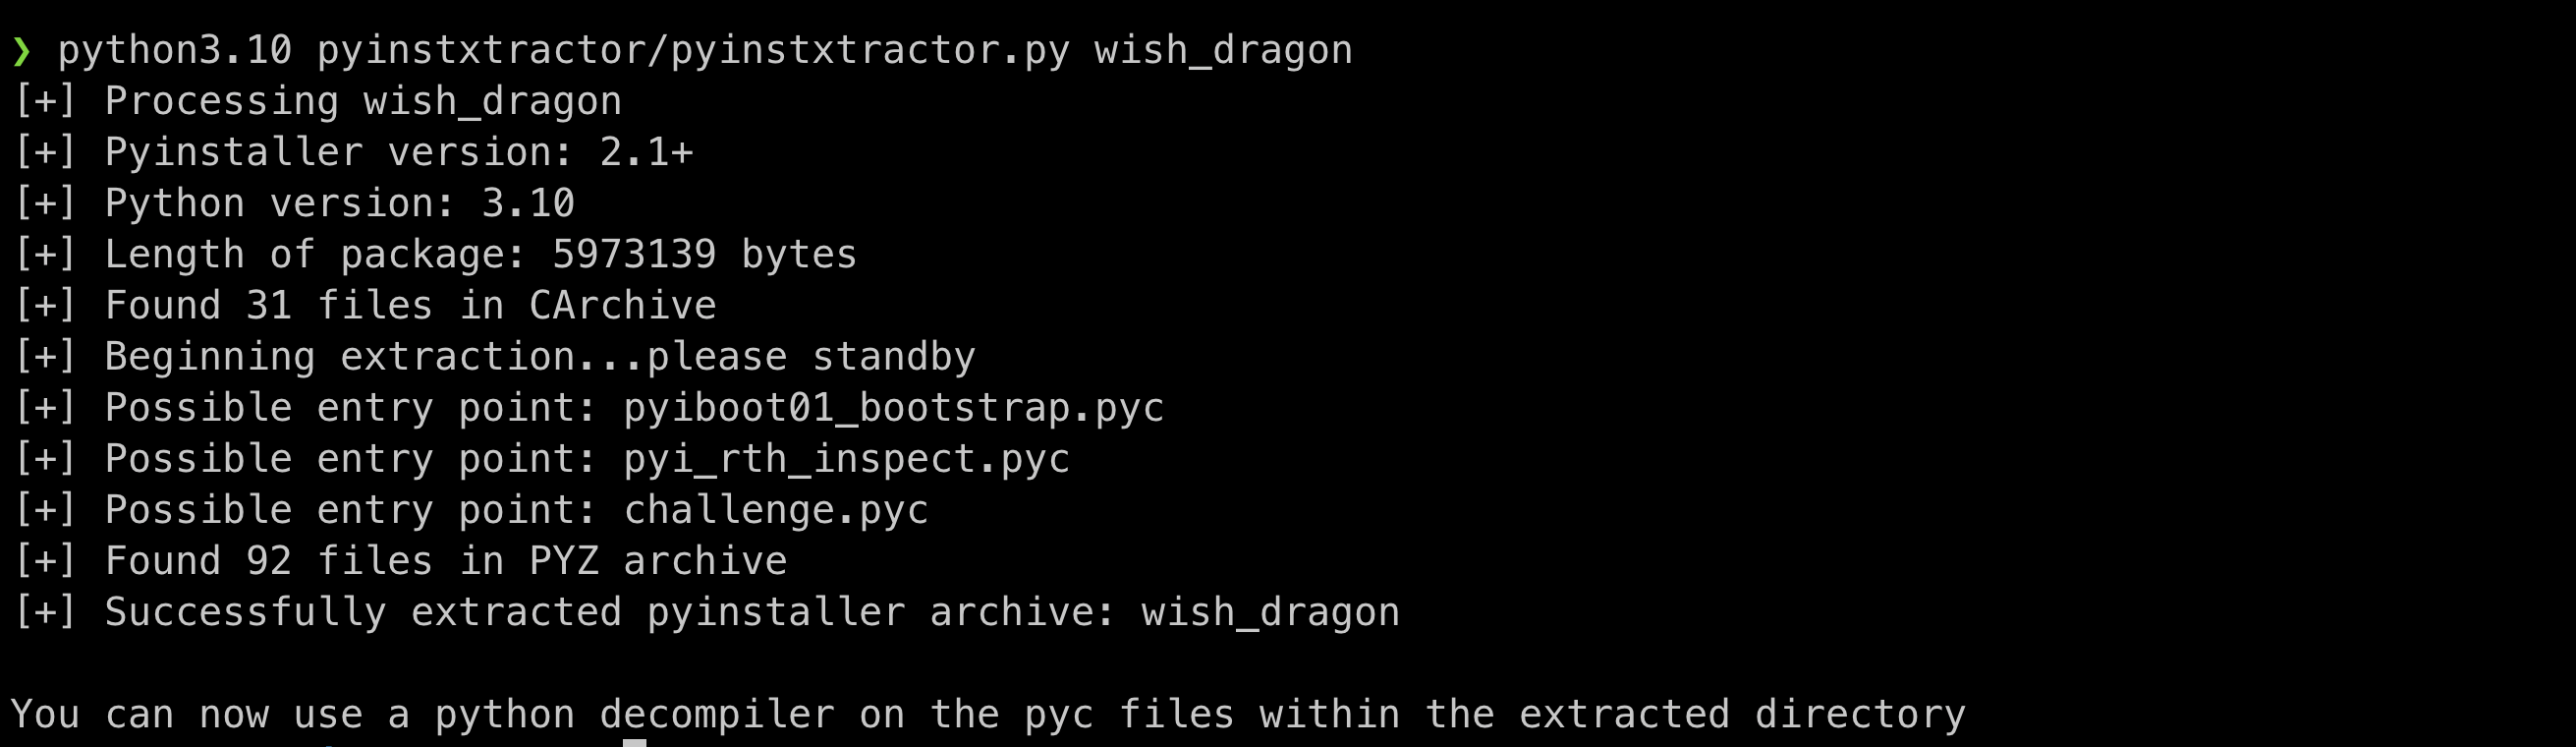 ❯ python3.10 pyinstxtractor/pyinstxtractor.py wish_dragon
[+] Processing wish_dragon
[+] Pyinstaller version: 2.1+
[+] Python version: 3.10
[+] Length of package: 5973139 bytes
[+] Found 31 files in CArchive
[+] Beginning extraction...please standby
[+] Possible entry point: pyiboot01_bootstrap.pyc
[+] Possible entry point: pyi_rth_inspect.pyc
[+] Possible entry point: challenge.pyc
[+] Found 92 files in PYZ archive
[+] Successfully extracted pyinstaller archive: wish_dragon
You can now use a python decompiler on the pyc files within the extracted directory